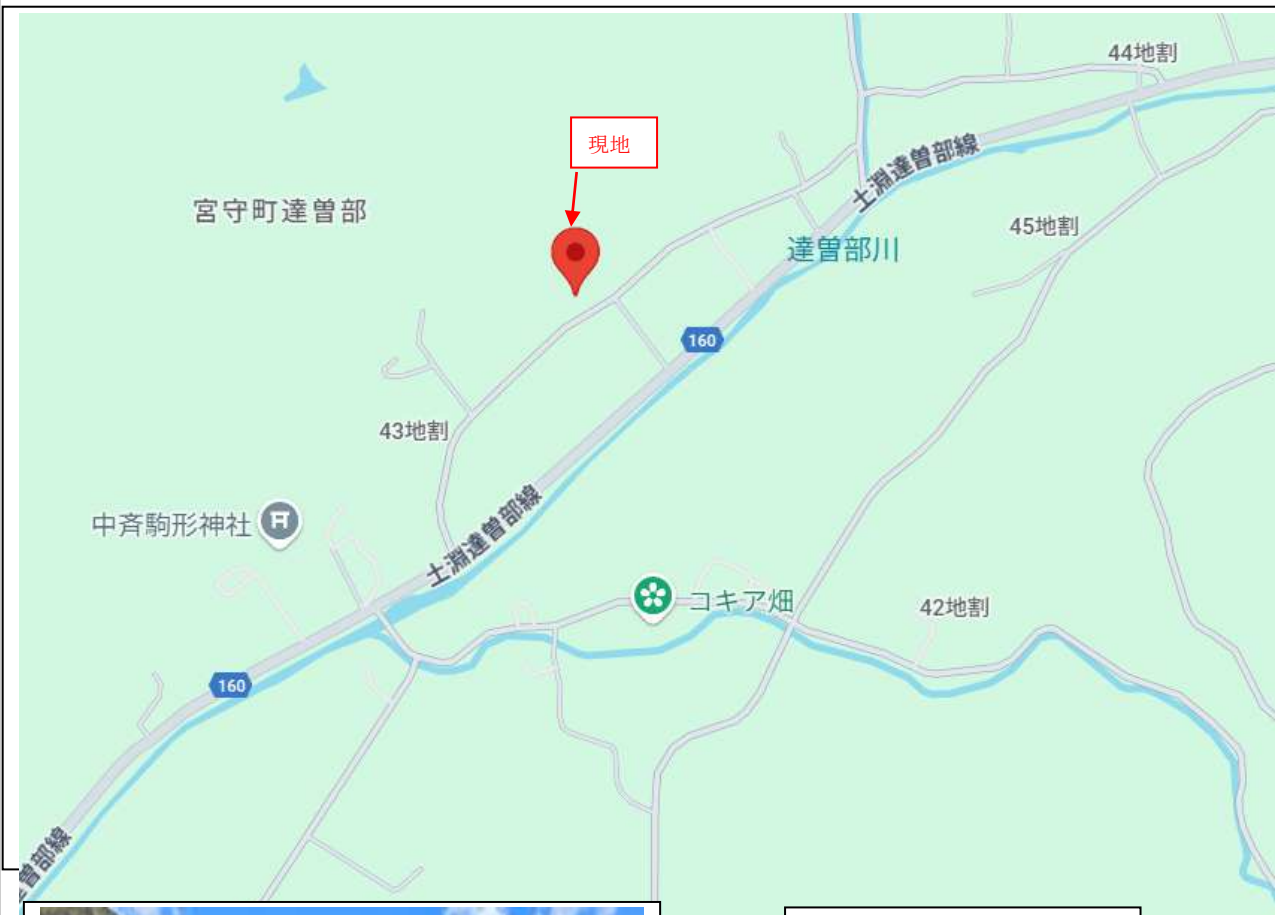 44地割
現地
土淵達曽部線
宮守町達曽部
45地割
達曽部川
160
43地割
中斉駒形神社
土淵達曽部線
コキア畑
42地割
160
曽部線